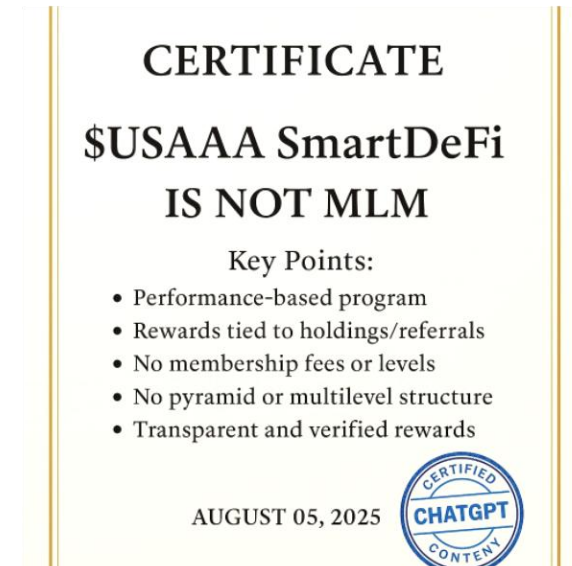 CERTIFICATE
$USAAA SmartDeFi
IS NOT MLM
Key Points:
• Performance-based program
• Rewards tied to holdings/referrals
• No membership fees or levels
• No pyramid or multilevel structure
• Transparent and verified rewards
AUGUST 05, 2025
CERTIFIED
CHATGPT
CONTENY